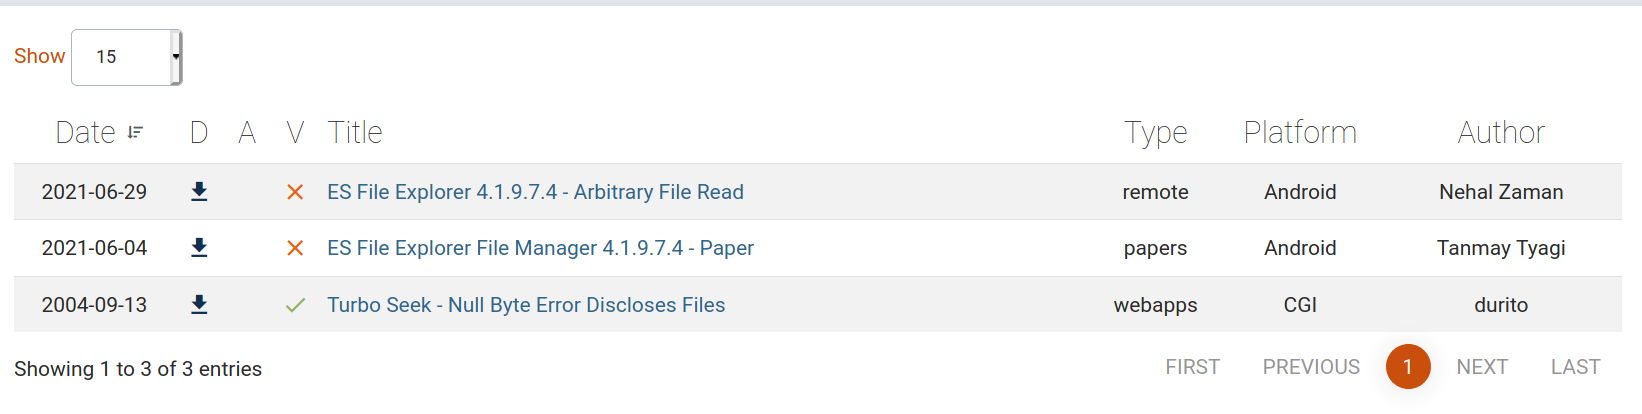 Show 15
Date D A V Title Type Platform Author
2021-06-29 ES File Explorer 4.1.9.7.4 - Arbitrary File Read remote Android Nehal Zaman
2021-06-04 ES File Explorer File Manager 4.1.9.7.4 - Paper papers Android Tanmay Tyagi
2004-09-13 Turbo Seek - Null Byte Error Discloses Files webapps CGI durito
Showing 1 to 3 of 3 entries FIRST PREVIOUS 1 NEXT LAST